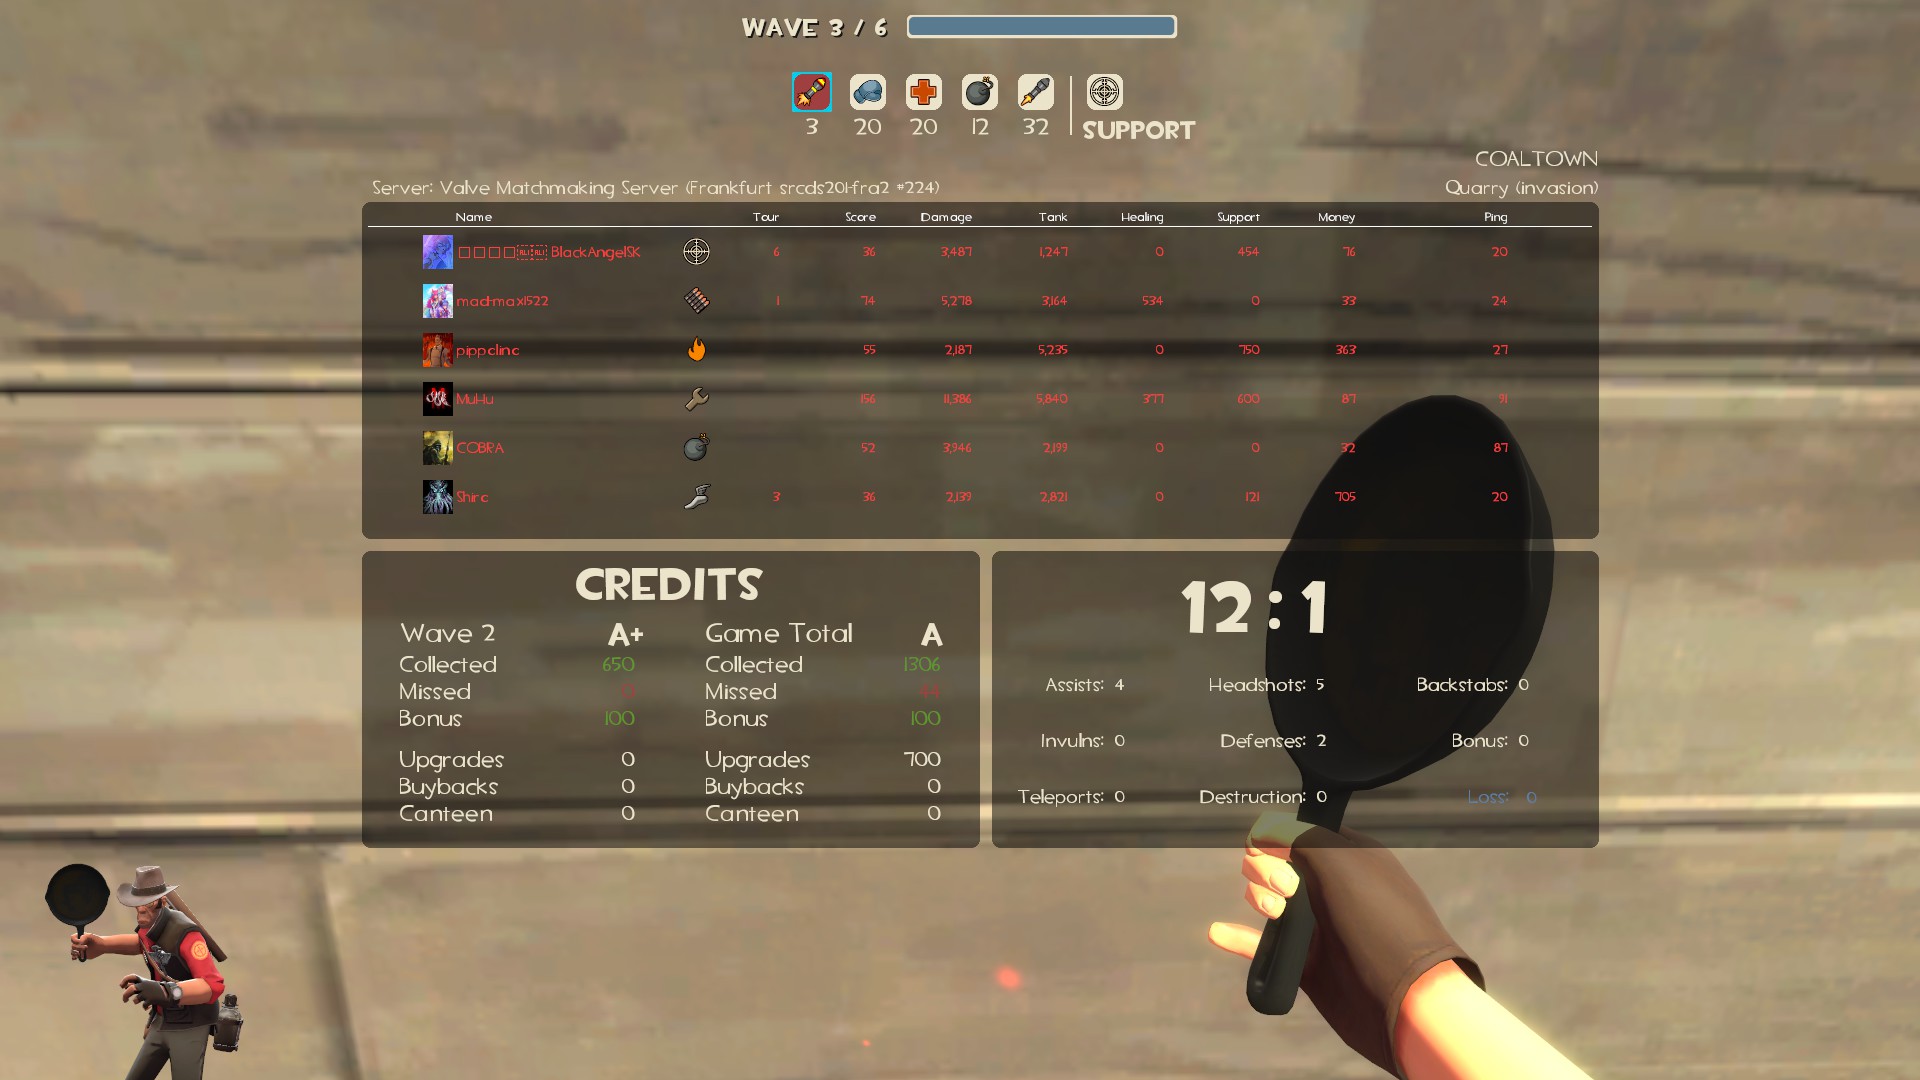 WAVE 3 / 6
3 20 20 12 32 SUPPORT
COALTOWN
Server: Valve Matchmaking Server (Frankfurt srcds201-fra2 #224) Quarry (invasion)
Name Tour Score Damage Tank Healing Support Money Ping
BlackAngelSK 6 36 3,487 1,247 0 454 76 20
mad-max1522 1 74 5,278 3,164 534 0 33 24
pippclinc 55 2,187 5,235 0 750 363 27
MuHu 156 11,386 5,840 377 600 87 91
COBRA 52 3,946 2,199 0 0 32 87
Shirc 3 36 2,139 2,821 0 121 705 20
CREDITS
Wave 2 A+ Game Total A
Collected 650 Collected 1306
Missed 0 Missed 44
Bonus 100 Bonus 100
Upgrades 0 Upgrades 700
Buybacks 0 Buybacks 0
Canteen 0 Canteen 0
12 : 1
Assists: 4 Headshots: 5 Backstabs: 0
Invulns: 0 Defenses: 2 Bonus: 0
Teleports: 0 Destruction: 0 Loss: 0